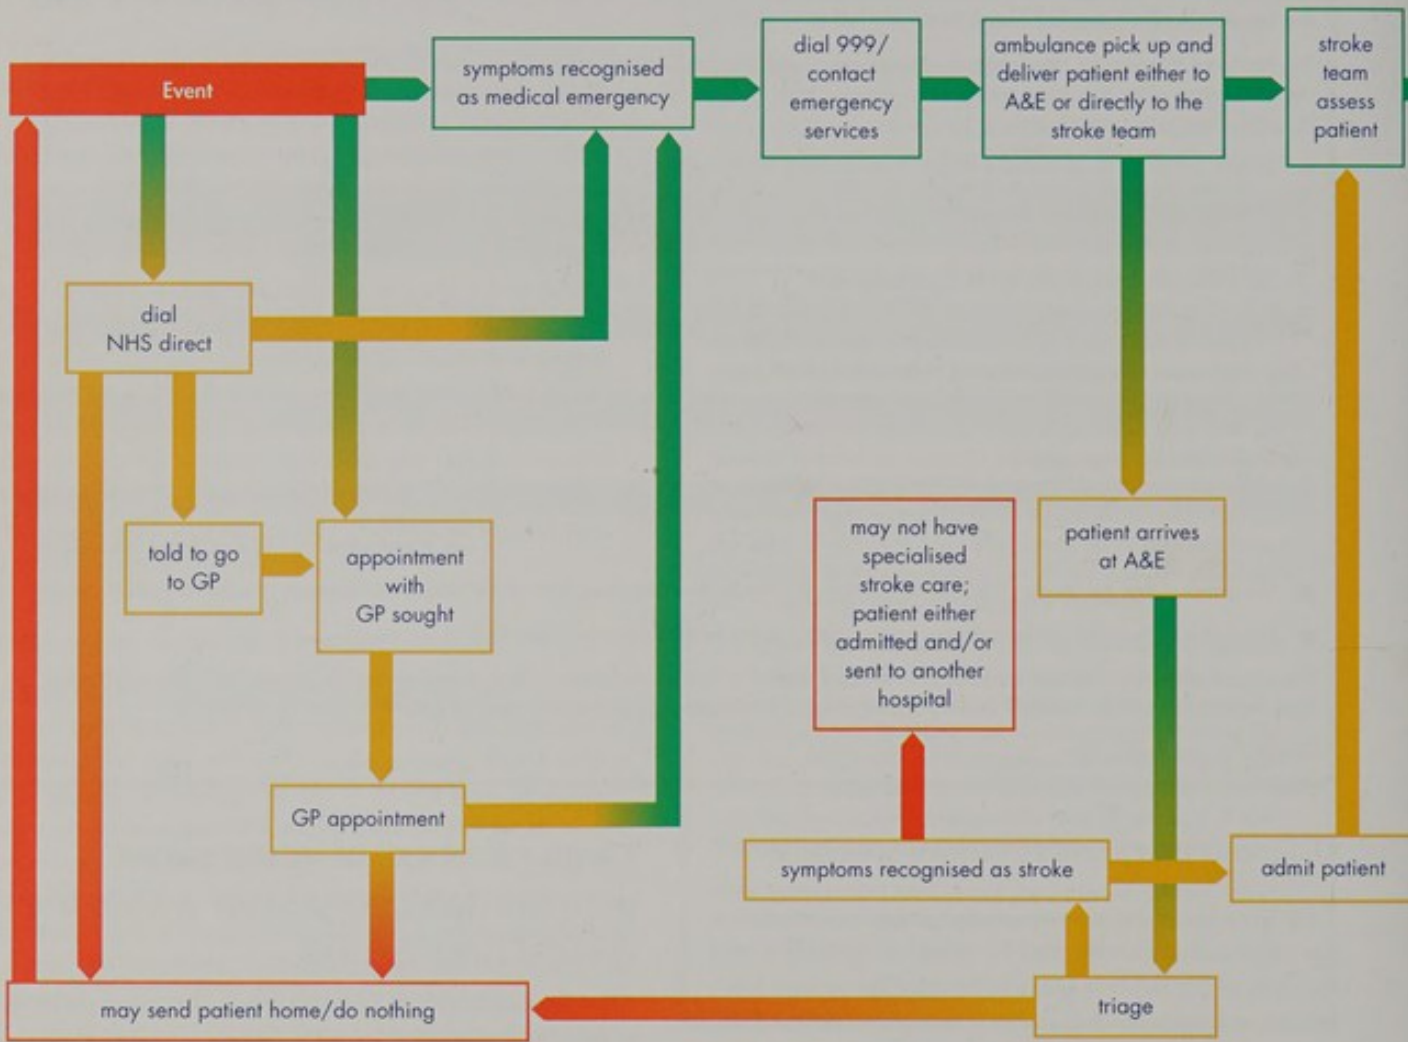 Event
symptoms recognised
as medical emergency
dial 999/
contact
emergency
services
ambulance pick up and
deliver patient either to
A&E or directly to the
stroke team
stroke
team
assess
patient
dial
NHS direct
told to go
to GP
appointment
with
GP sought
may not have
specialised
stroke care;
patient either
admitted and/or
sent to another
hospital
patient arrives
at A&E
GP appointment
symptoms recognised as stroke
admit patient
may send patient home/do nothing
triage